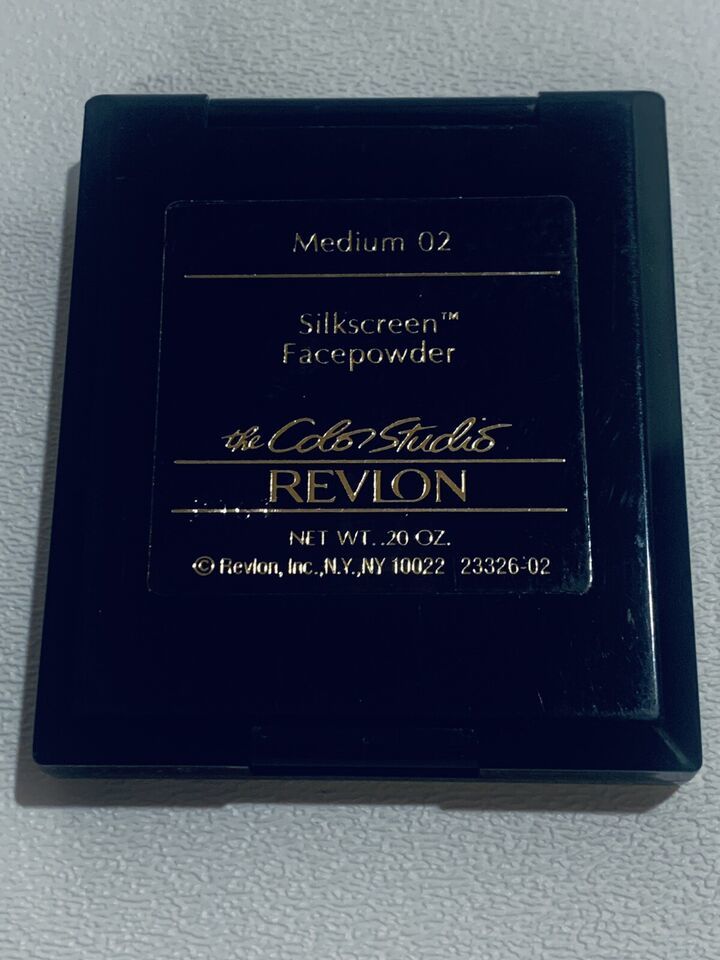 Medium 02
Silkscreen™
Facepowder
the Color Studio
REVLON
NET WT. .20 OZ.
© Revlon, Inc., N.Y., NY 10022 23326-02